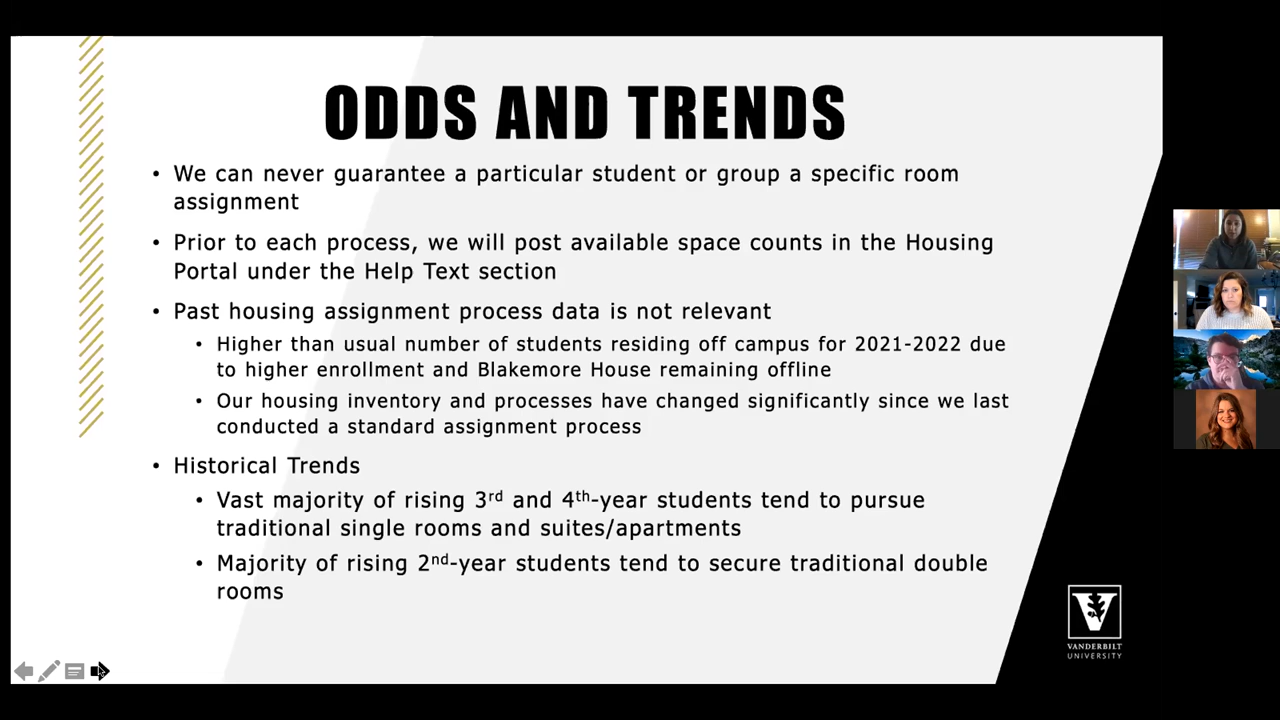 ODDS AND TRENDS
• We can never guarantee a particular student or group a specific room
assignment
• Prior to each process, we will post available space counts in the Housing
Portal under the Help Text section
• Past housing assignment process data is not relevant
• Higher than usual number of students residing off campus for 2021-2022 due
to higher enrollment and Blakemore House remaining offline
• Our housing inventory and processes have changed significantly since we last
conducted a standard assignment process
• Historical Trends
• Vast majority of rising 3rd and 4th-year students tend to pursue
traditional single rooms and suites/apartments
• Majority of rising 2nd-year students tend to secure traditional double
rooms
V
VANDERBILT
UNIVERSITY